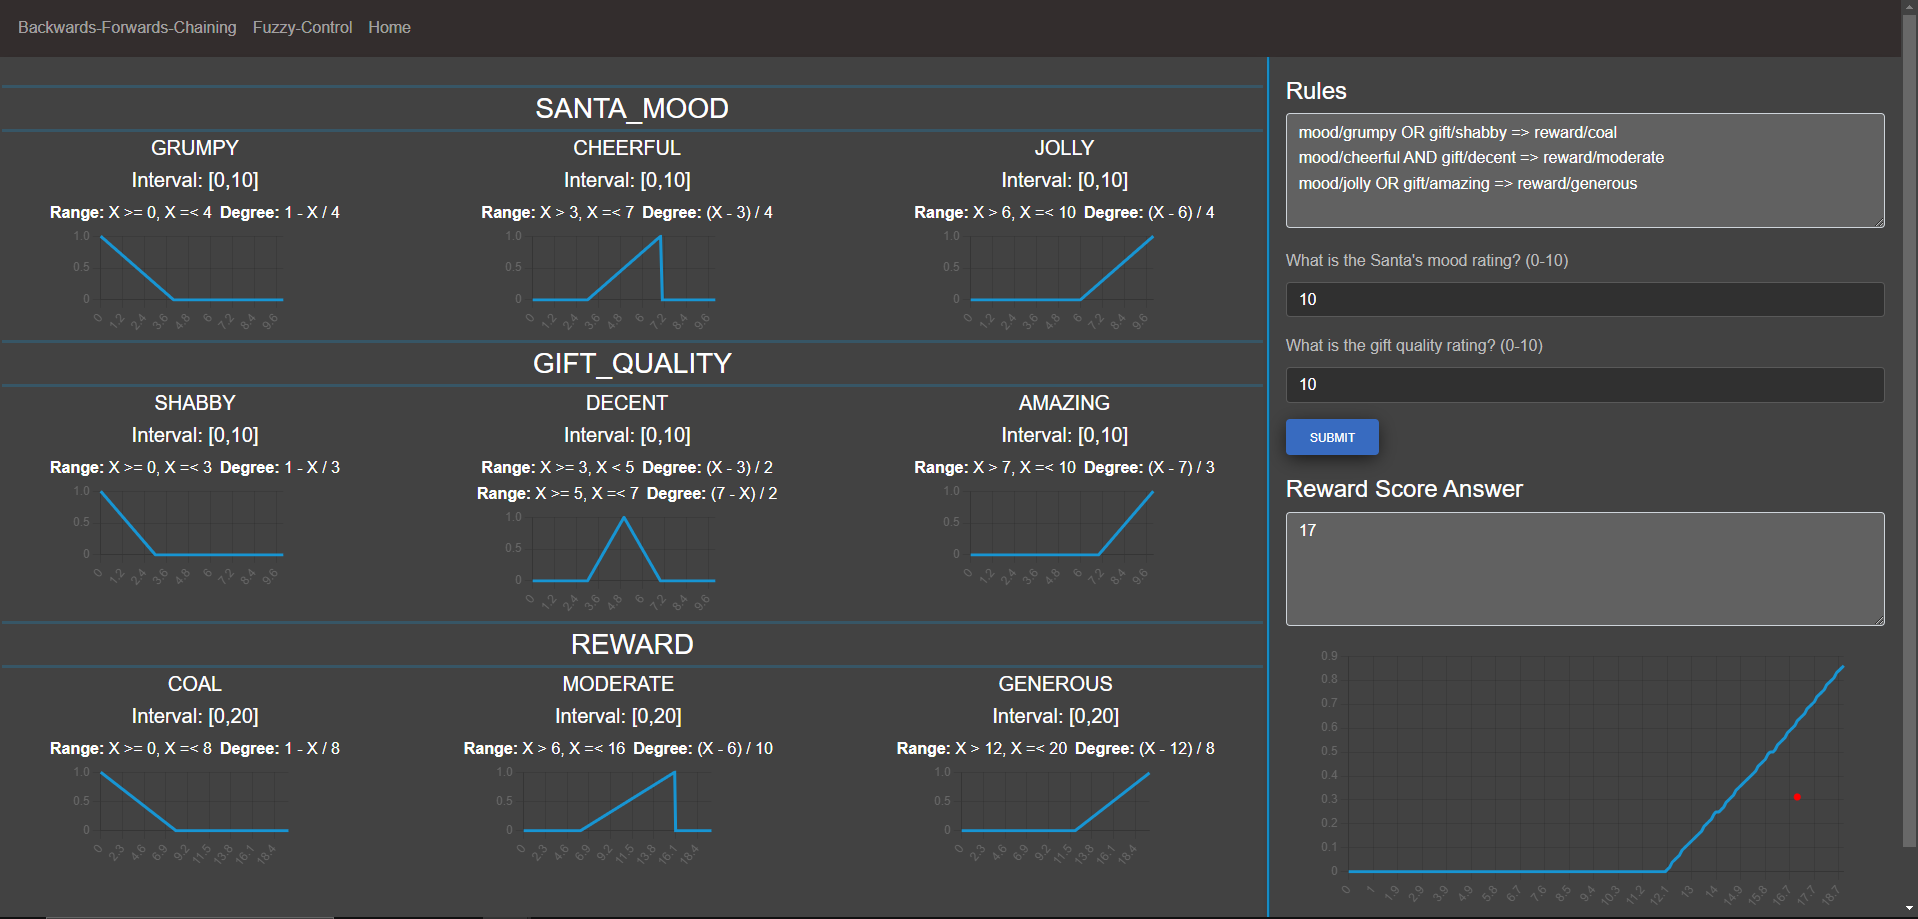 Backwards-Forwards-Chaining Fuzzy-Control Home
SANTA_MOOD
GRUMPY
Interval: [0,10]
Range: X >= 0, X =< 4 Degree: 1 - X / 4
1.0
0.5
0
0 1.2 2.4 3.6 4.8 6 7.2 8.4 9.6
CHEERFUL
Interval: [0,10]
Range: X > 3, X =< 7 Degree: (X - 3) / 4
1.0
0.5
0
0 1.2 2.4 3.6 4.8 6 7.2 8.4 9.6
JOLLY
Interval: [0,10]
Range: X > 6, X =< 10 Degree: (X - 6) / 4
1.0
0.5
0
0 1.2 2.4 3.6 4.8 6 7.2 8.4 9.6
GIFT_QUALITY
SHABBY
Interval: [0,10]
Range: X >= 0, X =< 3 Degree: 1 - X / 3
1.0
0.5
0
0 1.2 2.4 3.6 4.8 6 7.2 8.4 9.6
DECENT
Interval: [0,10]
Range: X >= 3, X < 5 Degree: (X - 3) / 2
Range: X >= 5, X =< 7 Degree: (7 - X) / 2
1.0
0.5
0
0 1.2 2.4 3.6 4.8 6 7.2 8.4 9.6
AMAZING
Interval: [0,10]
Range: X > 7, X =< 10 Degree: (X - 7) / 3
1.0
0.5
0
0 1.2 2.4 3.6 4.8 6 7.2 8.4 9.6
REWARD
COAL
Interval: [0,20]
Range: X >= 0, X =< 8 Degree: 1 - X / 8
1.0
0.5
0
0 2.3 4.6 6.9 9.2 11.5 13.8 16.1 18.4
MODERATE
Interval: [0,20]
Range: X > 6, X =< 16 Degree: (X - 6) / 10
1.0
0.5
0
0 2.3 4.6 6.9 9.2 11.5 13.8 16.1 18.4
GENEROUS
Interval: [0,20]
Range: X > 12, X =< 20 Degree: (X - 12) / 8
1.0
0.5
0
0 2.3 4.6 6.9 9.2 11.5 13.8 16.1 18.4
Rules
mood/grumpy OR gift/shabby => reward/coal
mood/cheerful AND gift/decent => reward/moderate
mood/jolly OR gift/amazing => reward/generous
What is the Santa's mood rating? (0-10)
10
What is the gift quality rating? (0-10)
10
SUBMIT
Reward Score Answer
17
0.9
0.8
0.7
0.6
0.5
0.4
0.3
0.2
0.1
0
0 1 1.9 2.9 3.9 4.9 5.8 6.7 7.6 8.5 9.4 10.3 11.2 12.1 13 14 14.9 15.8 16.7 17.7 18.7